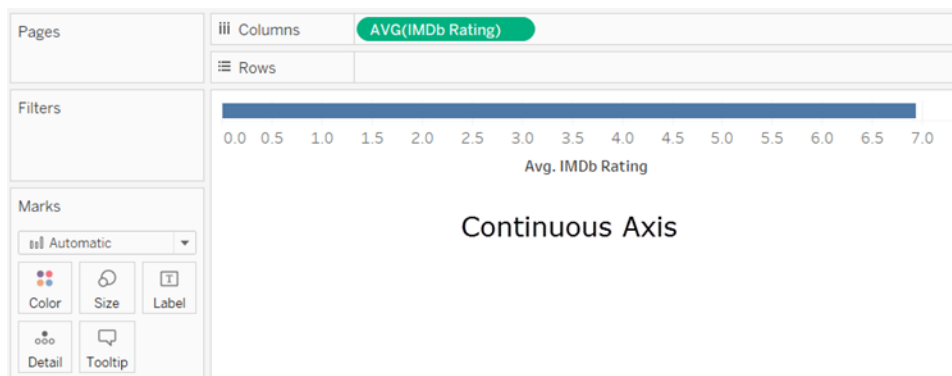 Pages
Columns
AVG(IMDb Rating)
Rows
Filters
0.0 0.5 1.0 1.5 2.0 2.5 3.0 3.5 4.0 4.5 5.0 5.5 6.0 6.5 7.0
Avg. IMDb Rating
Continuous Axis
Marks
Automatic
Color Size Label
Detail Tooltip